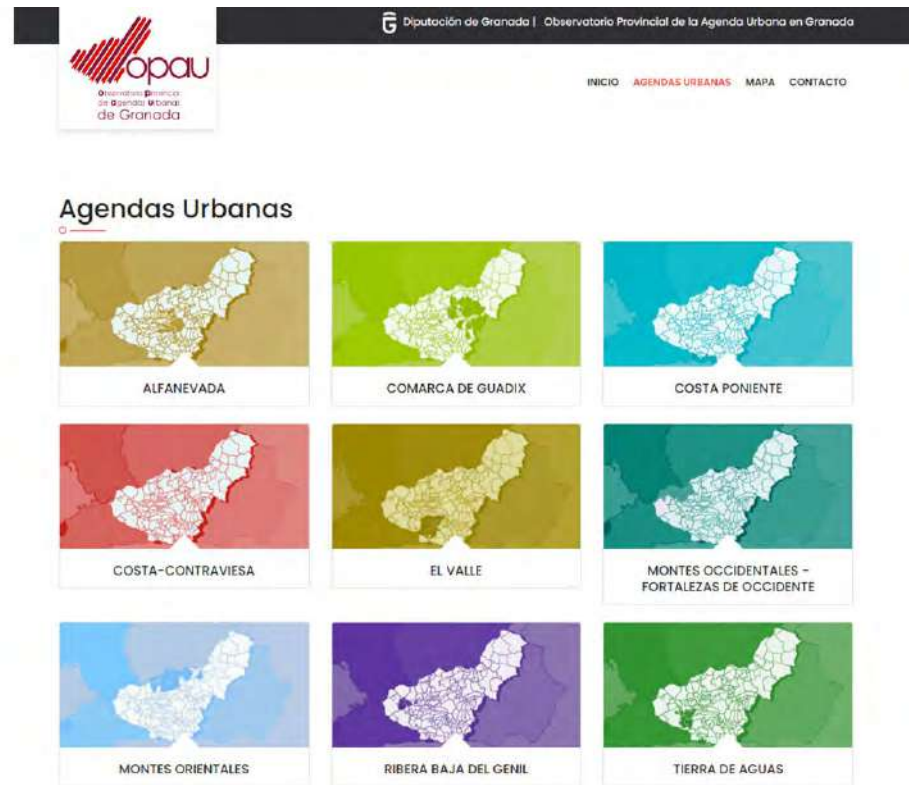 Diputación de Granada | Observatorio Provincial de la Agenda Urbana en Granada
opau
Observatorio Provincial
de Agendas Urbanas
de Granada
INICIO AGENDAS URBANAS MAPA CONTACTO
Agendas Urbanas
ALFANEVADA
COMARCA DE GUADIX
COSTA PONIENTE
COSTA-CONTRAVIESA
EL VALLE
MONTES OCCIDENTALES -
FORTALEZAS DE OCCIDENTE
MONTES ORIENTALES
RIBERA BAJA DEL GENIL
TIERRA DE AGUAS